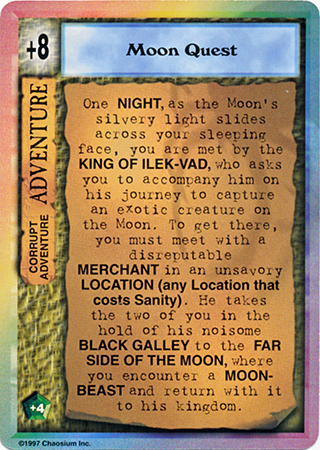 +8
Moon Quest
CORRUPT
ADVENTURE
ADVENTURE
One NIGHT, as the Moon's
silvery light slides
across your sleeping
face, you are met by the
KING OF ILEK-VAD, who asks
you to accompany him on
his journey to capture
an exotic creature on
the Moon. To get there,
you must meet with a
disreputable
MERCHANT in an unsavory
LOCATION (any Location that
costs Sanity). He takes
the two of you in the
hold of his noisome
BLACK GALLEY to the FAR
SIDE OF THE MOON, where
you encounter a MOON-
BEAST and return with it
to his kingdom.
+4
©1997 Chaosium Inc.